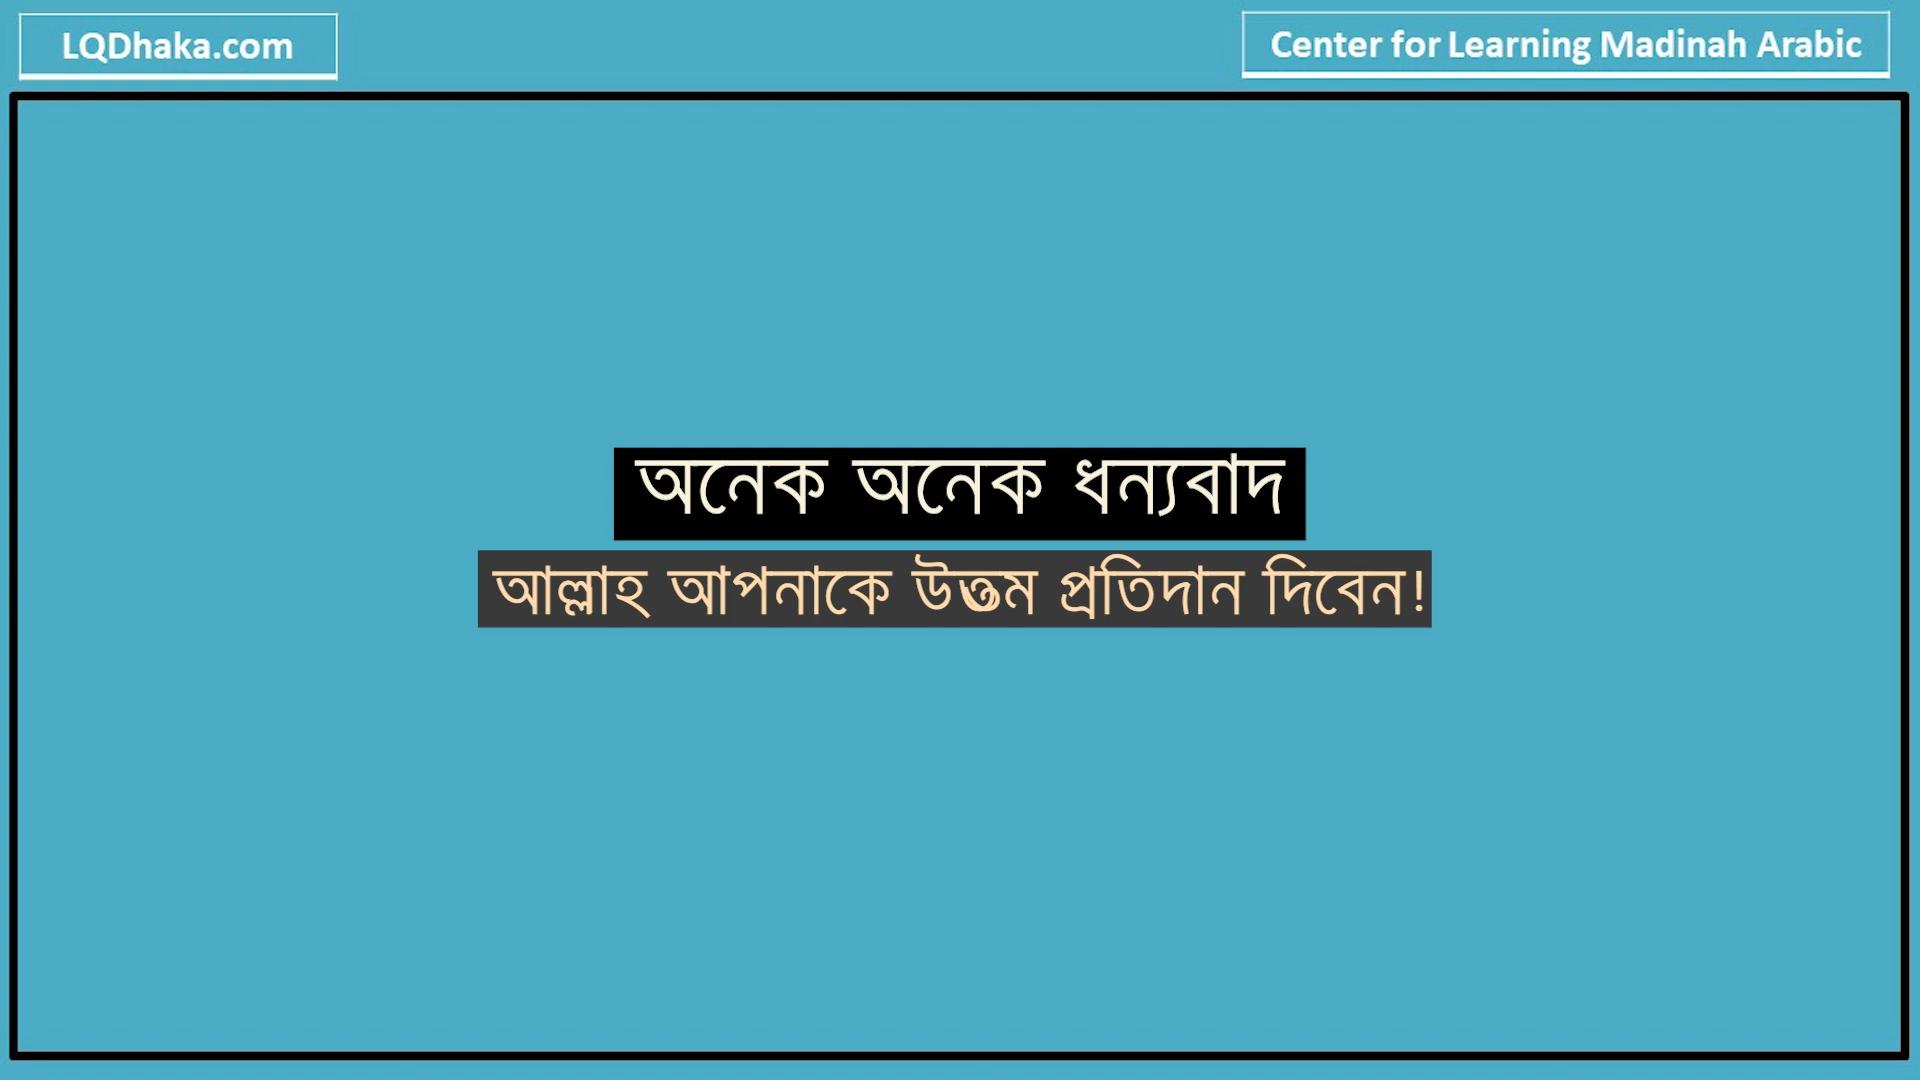 LQDhaka.com
Center for Learning Madinah Arabic
অনেক অনেক ধন্যবাদ
আল্লাহ আপনাকে উত্তম প্রতিদান দিবেন!